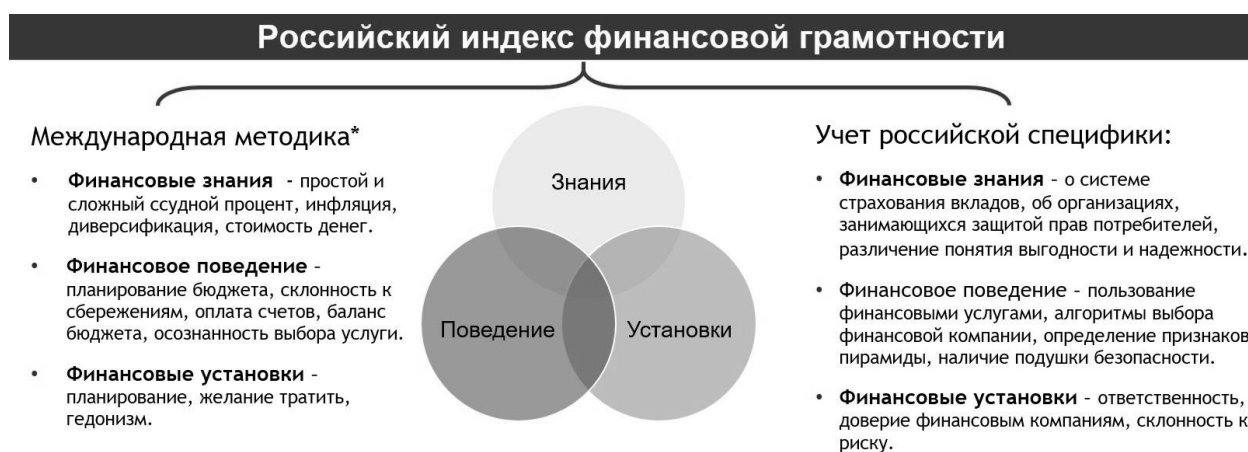 Российский индекс финансовой грамотности
Международная методика*
• Финансовые знания - простой и
сложный ссудной процент, инфляция,
диверсификация, стоимость денег.
• Финансовое поведение –
планирование бюджета, склонность к
сбережениям, оплата счетов, баланс
бюджета, осознанность выбора услуги.
• Финансовые установки –
планирование, желание тратить,
гедонизм.
Знания
Поведение
Установки
Учет российской специфики:
• Финансовые знания – о системе
страхования вкладов, об организациях,
занимающихся защитой прав потребителей,
различение понятия выгодности и надежности.
• Финансовое поведение – пользование
финансовыми услугами, алгоритмы выбора
финансовой компании, определение признаков
пирамиды, наличие подушки безопасности.
• Финансовые установки – ответственность,
доверие финансовым компаниям, склонность к
риску.